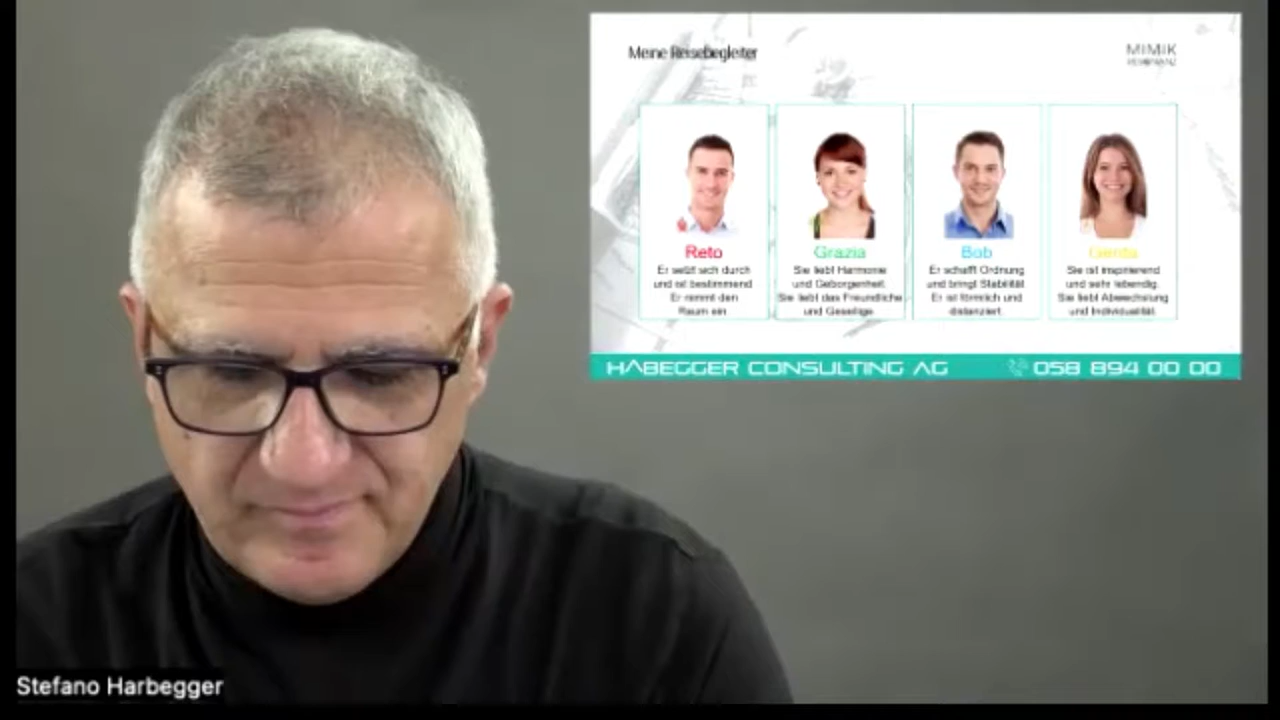 Meine Reisebegleiter
MIMIK
Reto
Er setzt sich durch
und ist bestimmend
Er nimmt den
Raum ein.
Grazia
Sie liebt Harmonie
und Geborgenheit.
Sie liebt das Freundliche
und Gesellige.
Bob
Er schafft Ordnung
und bringt Stabilität
Er ist förmlich und
distanziert.
Sie ist inspirierend
und sehr lebendig.
Sie liebt Abwechslung
und Individualität.
HABEGGER CONSULTING AG
058 894 00 00
Stefano Harbegger